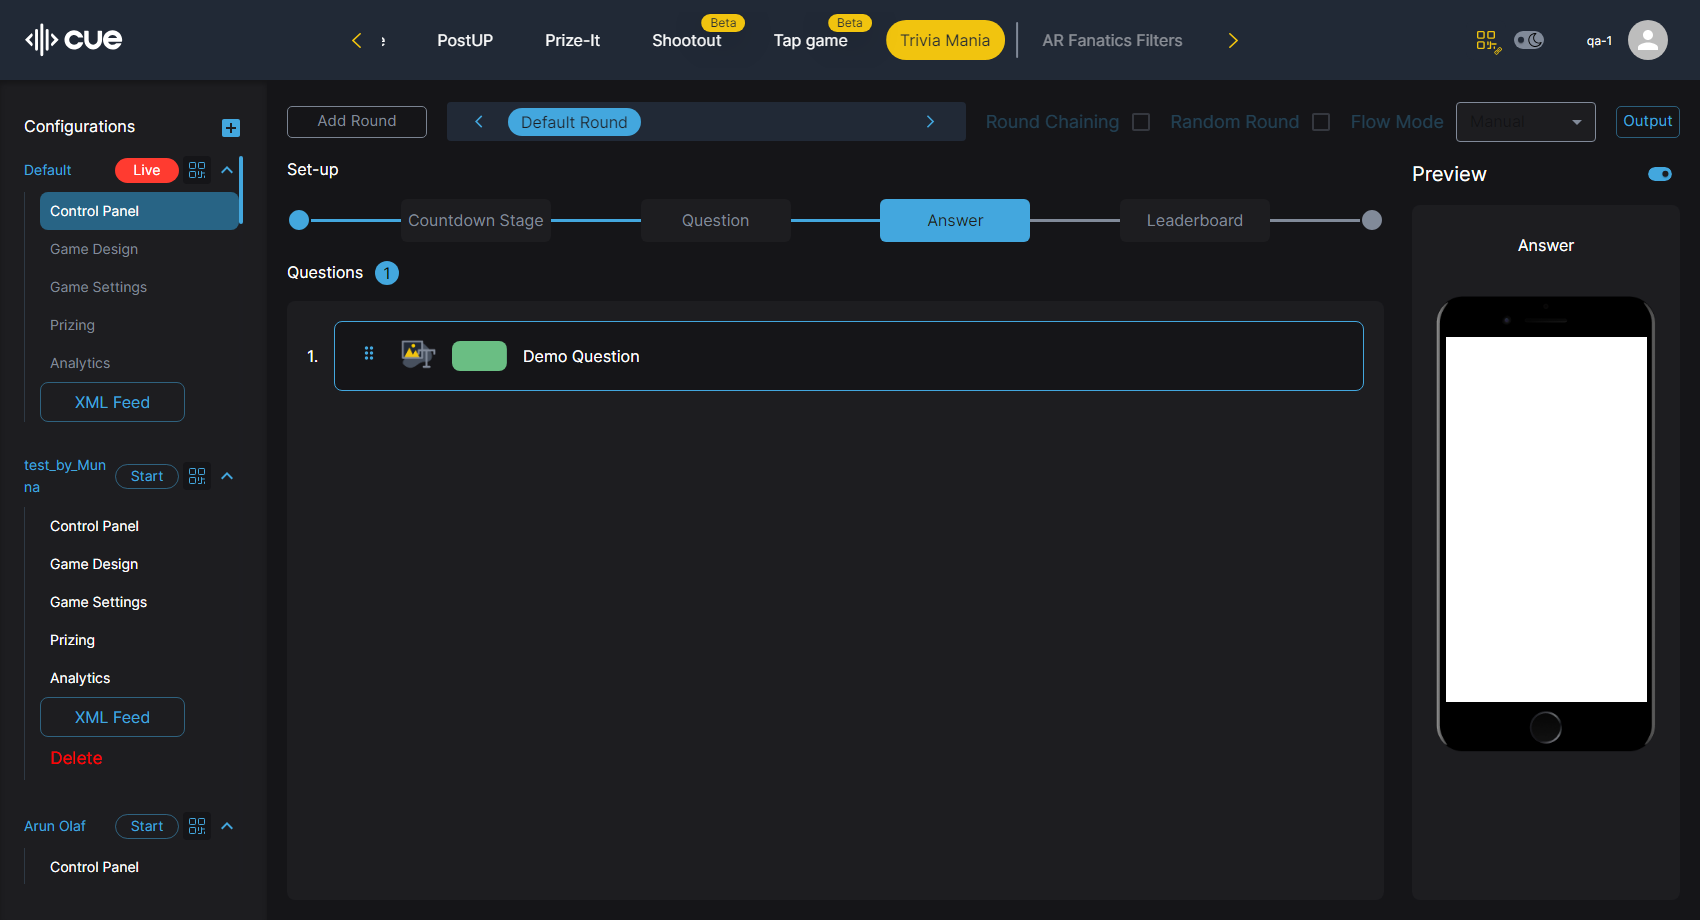 cue
PostUP
Prize-It
Beta
Shootout
Beta
Tap game
Trivia Mania
AR Fanatics Filters
qa-1
Configurations
Default
Live
Control Panel
Game Design
Game Settings
Prizing
Analytics
XML Feed
test_by_Mun
na
Start
Control Panel
Game Design
Game Settings
Prizing
Analytics
XML Feed
Delete
Arun Olaf
Start
Control Panel
Add Round
Default Round
Round Chaining
Random Round
Flow Mode
Manual
Output
Set-up
Countdown Stage
Question
Answer
Leaderboard
Questions 1
1.
Demo Question
Preview
Answer